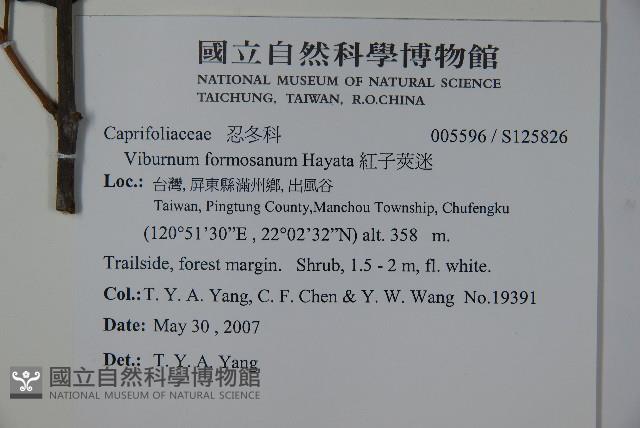 國立自然科學博物館
NATIONAL MUSEUM OF NATURAL SCIENCE
TAICHUNG, TAIWAN, R.O.CHINA
Caprifoliaceae 忍冬科 005596 / S125826
Viburnum formosanum Hayata 紅子莢迷
Loc.: 台灣, 屏東縣滿州鄉, 出風谷
Taiwan, Pingtung County,Manchou Township, Chufengku
(120°51'30”E , 22°02'32”N) alt. 358 m.
Trailside, forest margin. Shrub, 1.5 - 2 m, fl. white.
Col.: T. Y. A. Yang, C. F. Chen & Y. W. Wang No.19391
Date: May 30 , 2007
Det.: T. Y. A. Yang
國立自然科學博物館
NATIONAL MUSEUM OF NATURAL SCIENCE